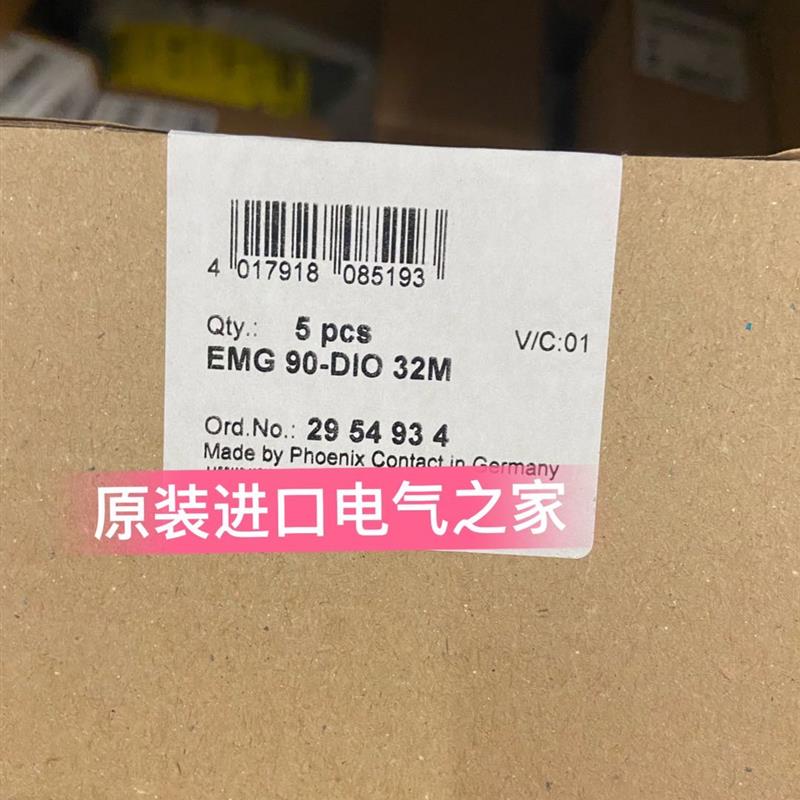 4 017918 085193
Qty.: 5 pcs V/C:01
EMG 90-DIO 32M
Ord.No.: 29 54 93 4
Made by Phoenix Contact in Germany
原装进口电气之家